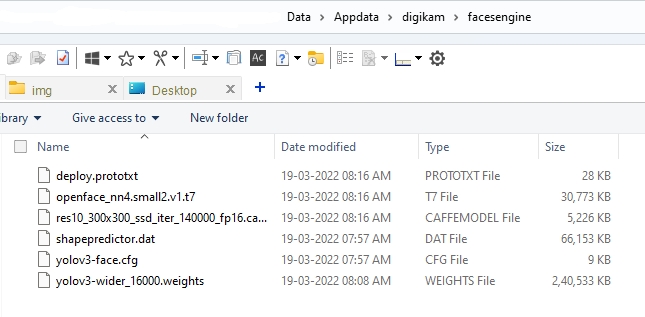 Data › Appdata › digikam › facesengine
Ac
img
Desktop
ibrary Give access to New folder
Name Date modified Type Size
deploy.prototxt 19-03-2022 08:16 AM PROTOTXT File 28 KB
openface_nn4.small2.v1.t7 19-03-2022 08:16 AM T7 File 30,773 KB
res10_300x300_ssd_iter_140000_fp16.ca... 19-03-2022 08:16 AM CAFFEMODEL File 5,226 KB
shapepredictor.dat 19-03-2022 07:57 AM DAT File 66,153 KB
yolov3-face.cfg 19-03-2022 07:57 AM CFG File 9 KB
yolov3-wider_16000.weights 19-03-2022 08:08 AM WEIGHTS File 2,40,533 KB